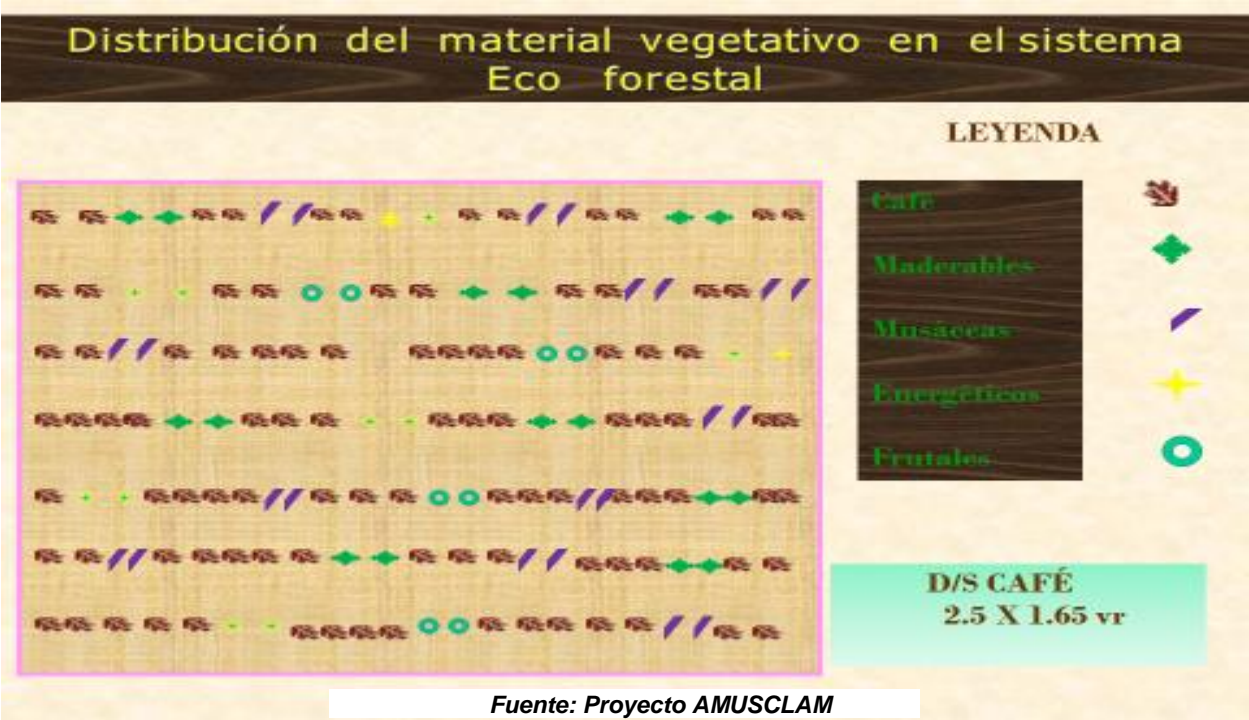 Distribución del material vegetativo en el sistema
Eco forestal
LEYENDA
Café
Maderables
Musáceas
Energéticos
Frutales
D/S CAFÉ
2.5 X 1.65 vr
Fuente: Proyecto AMUSCLAM